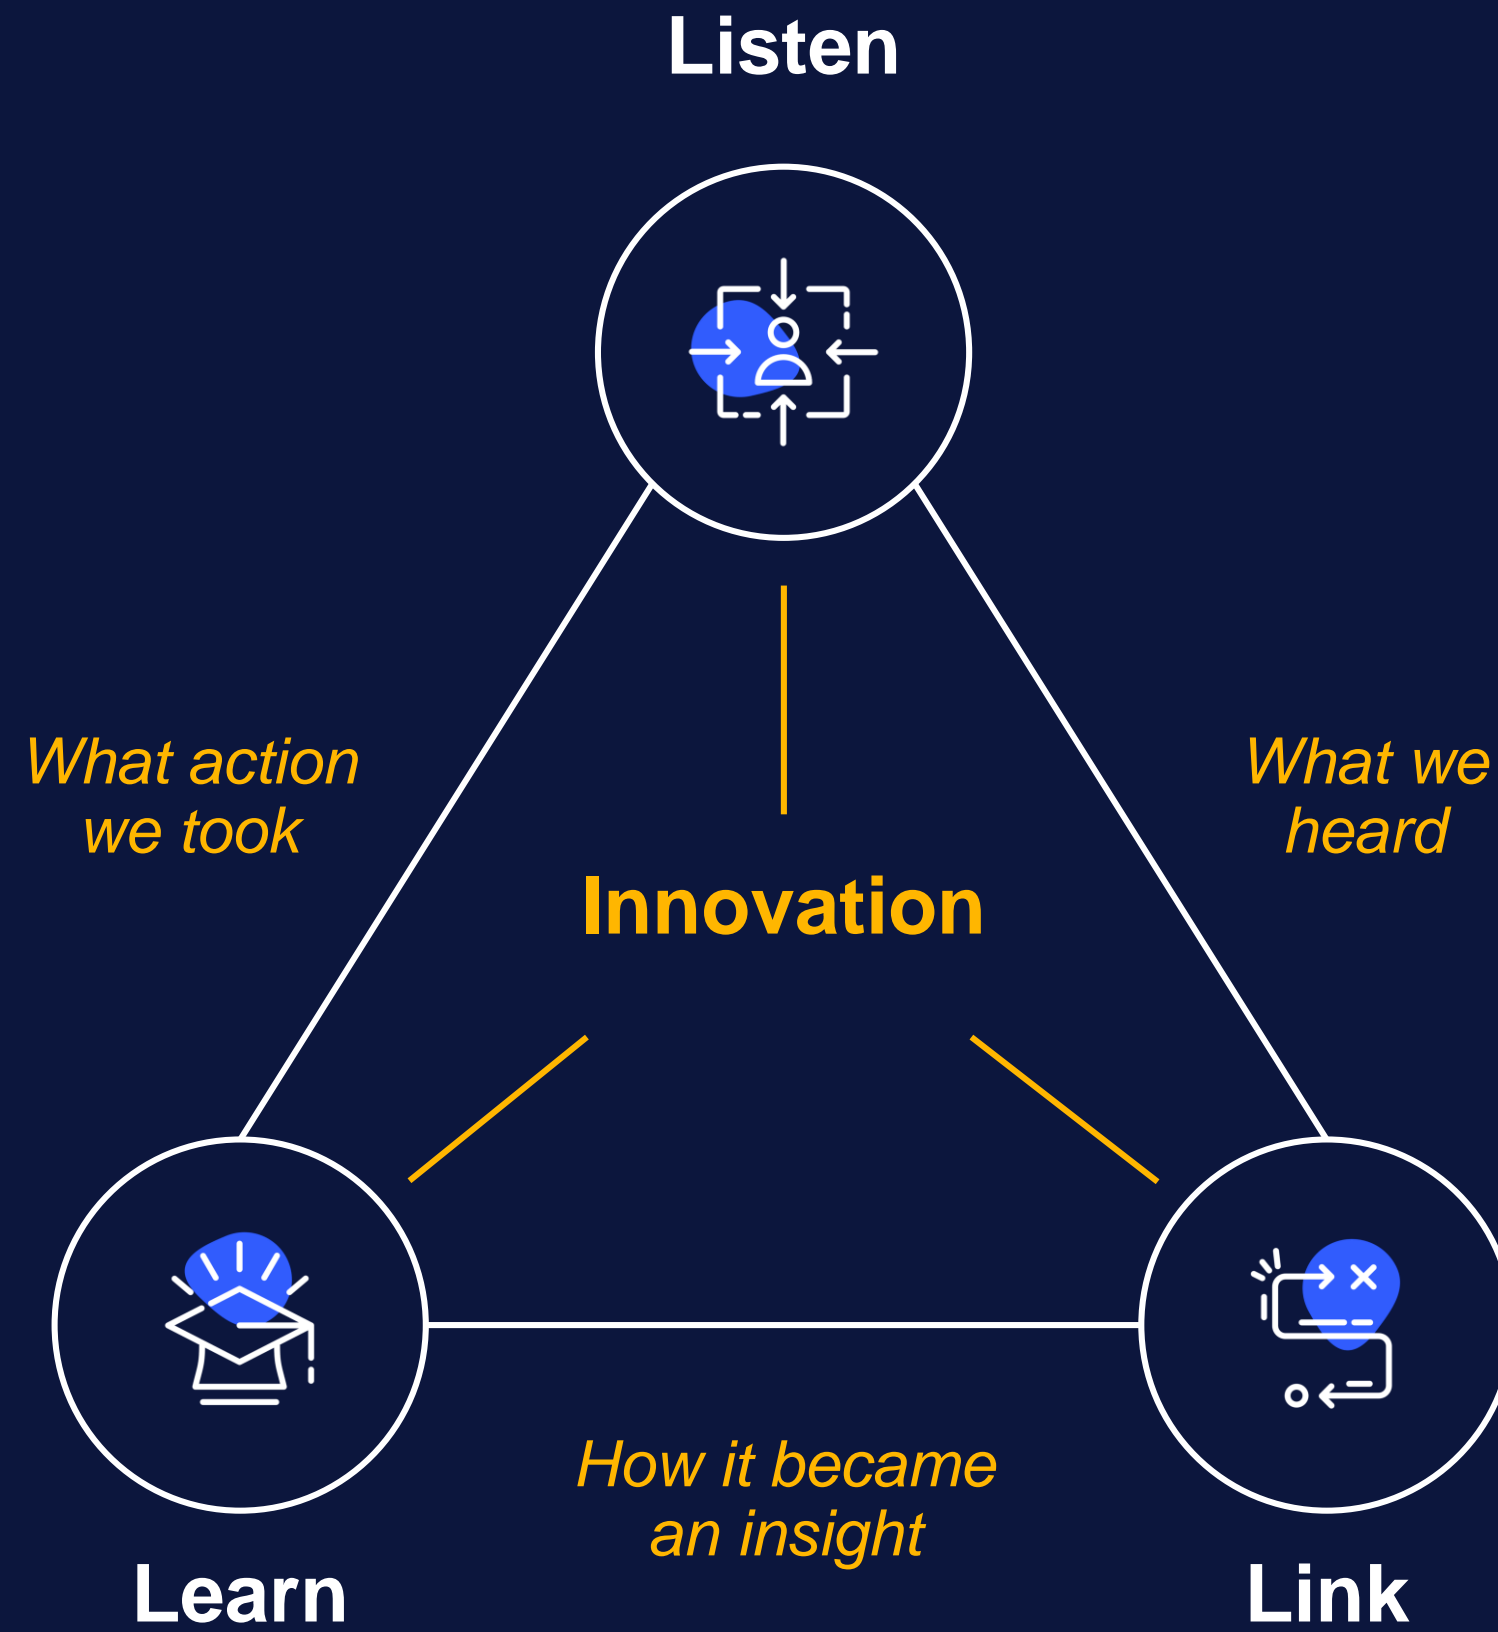 Listen
What action
we took
What we
heard
Innovation
How it became
an insight
Learn
Link